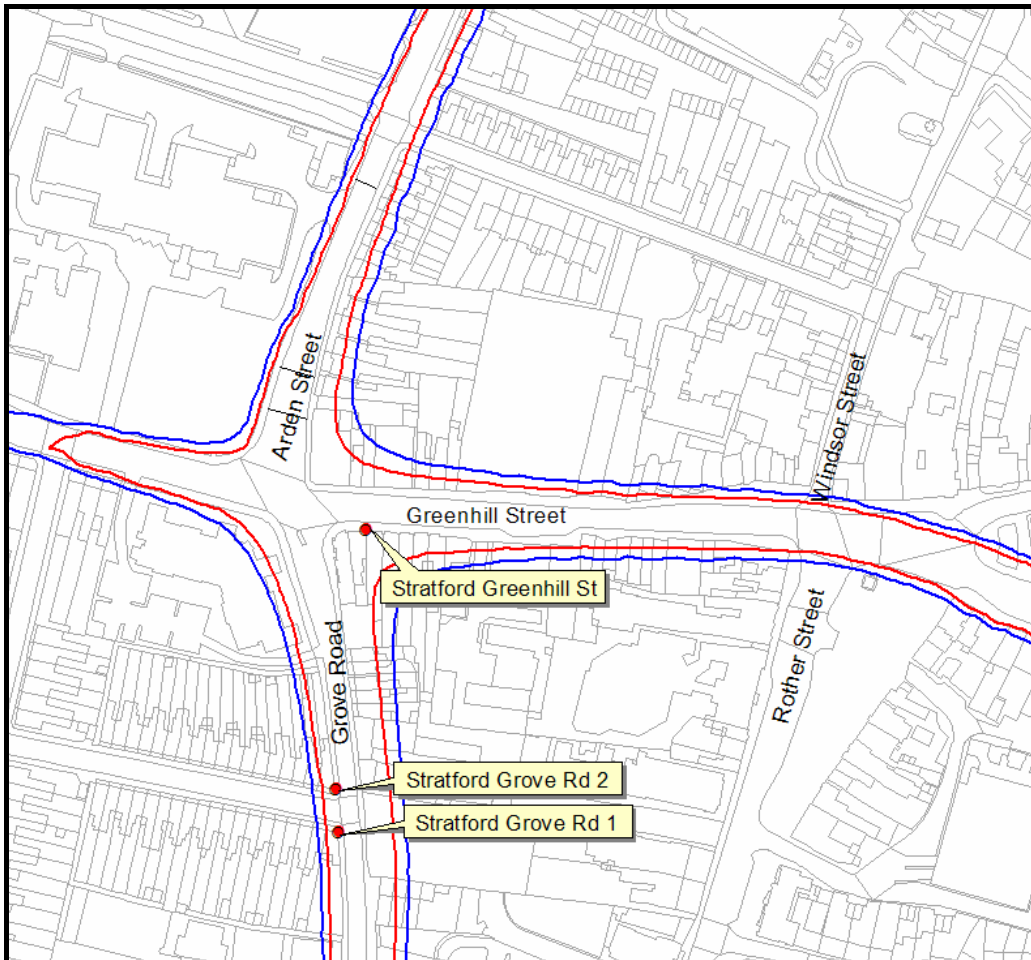 Arden Street
Windsor Street
Greenhill Street
Stratford Greenhill St
Rother Street
Grove Road
Stratford Grove Rd 2
Stratford Grove Rd 1